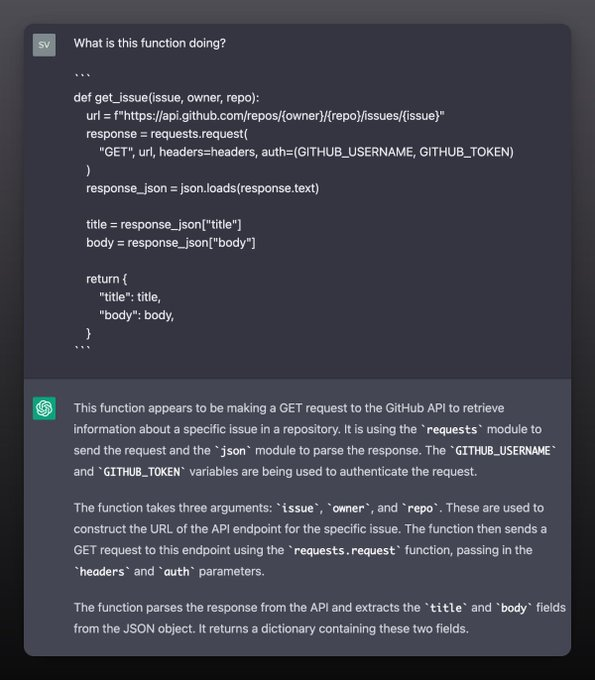 SV
What is this function doing?
```
def get_issue(issue, owner, repo):
    url = f"https://api.github.com/repos/{owner}/{repo}/issues/{issue}"
    response = requests.request(
        "GET", url, headers=headers, auth=(GITHUB_USERNAME, GITHUB_TOKEN)
    )
    response_json = json.loads(response.text)
    title = response_json["title"]
    body = response_json["body"]
    return {
        "title": title,
        "body": body,
    }
```
This function appears to be making a GET request to the GitHub API to retrieve
information about a specific issue in a repository. It is using the `requests` module to
send the request and the `json` module to parse the response. The `GITHUB_USERNAME`
and `GITHUB_TOKEN` variables are being used to authenticate the request.
The function takes three arguments: `issue`, `owner`, and `repo`. These are used to
construct the URL of the API endpoint for the specific issue. The function then sends a
GET request to this endpoint using the `requests.request` function, passing in the
`headers` and `auth` parameters.
The function parses the response from the API and extracts the `title` and `body` fields
from the JSON object. It returns a dictionary containing these two fields.